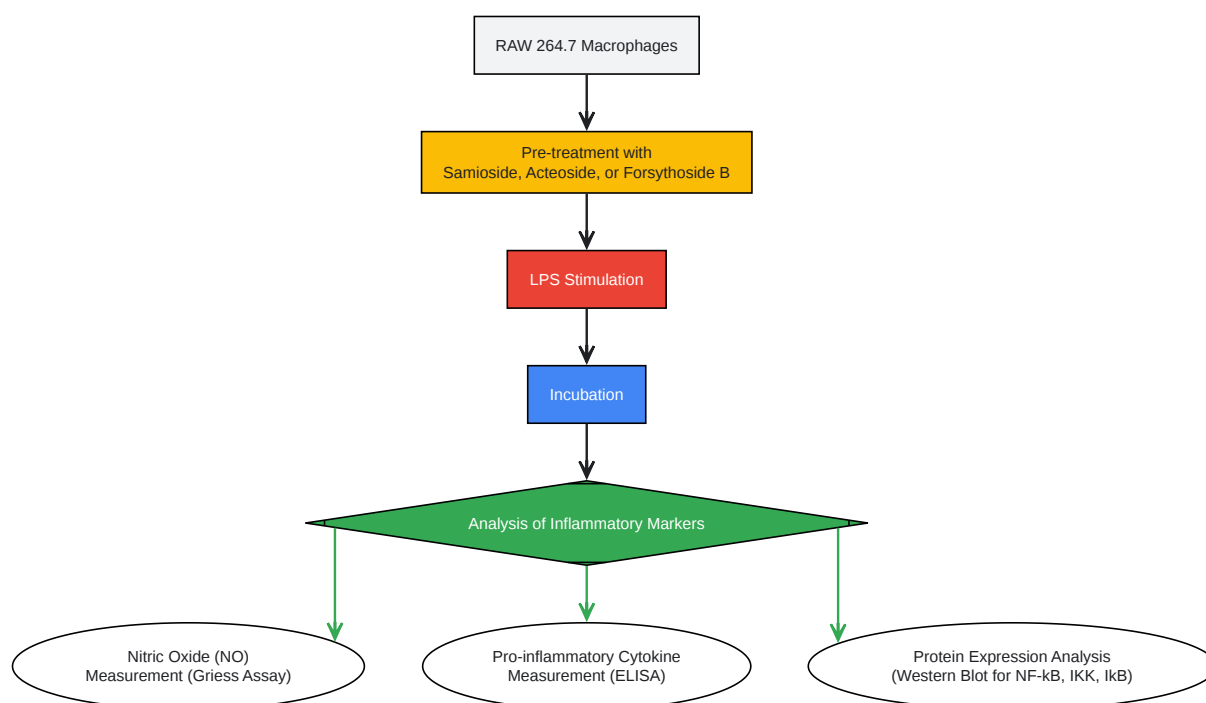 RAW 264.7 Macrophages
Pre-treatment with
Samioside, Acteoside, or Forsythoside B
LPS Stimulation
Incubation
Analysis of Inflammatory Markers
Nitric Oxide (NO)
Measurement (Griess Assay)
Pro-inflammatory Cytokine
Measurement (ELISA)
Protein Expression Analysis
(Western Blot for NF-kB, IKK, IkB)